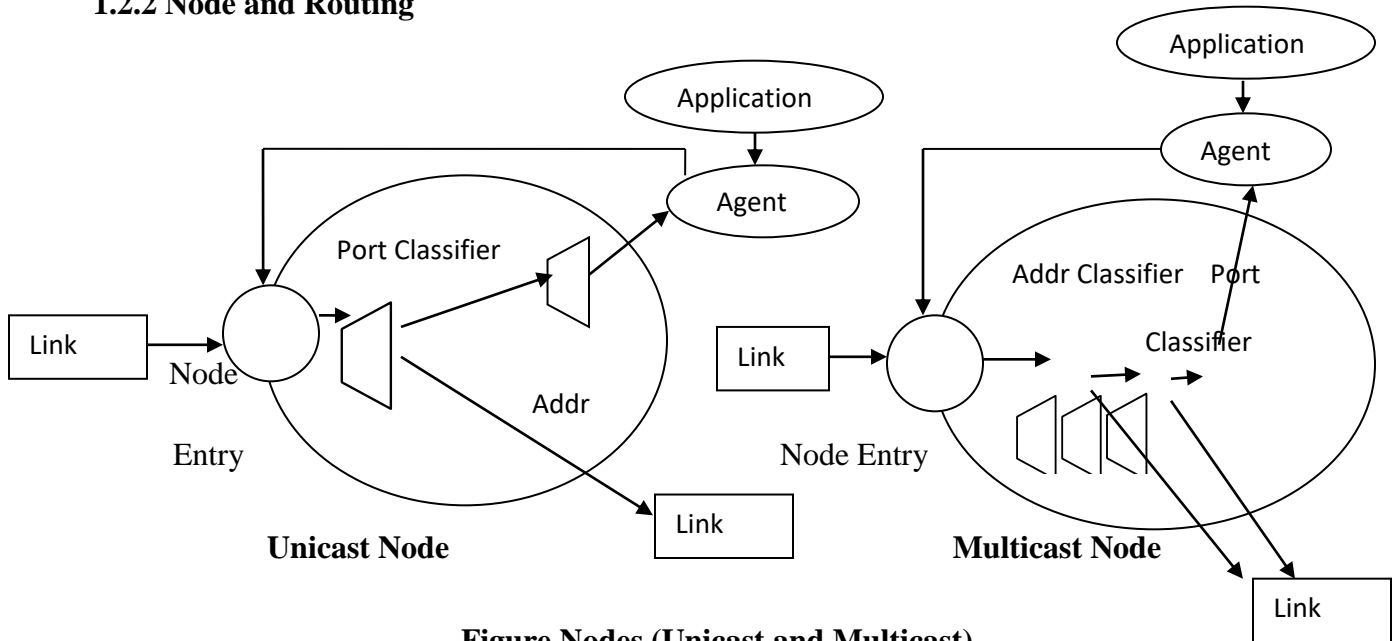 1.2.2 Node and Routing
Application
Agent
Port Classifier
Link
Node
Entry
Addr
Link
Unicast Node
Application
Agent
Addr Classifier Port
Classifier
Link
Node Entry
Multicast Node
Link
Figure Nodes (Unicast and Multicast)